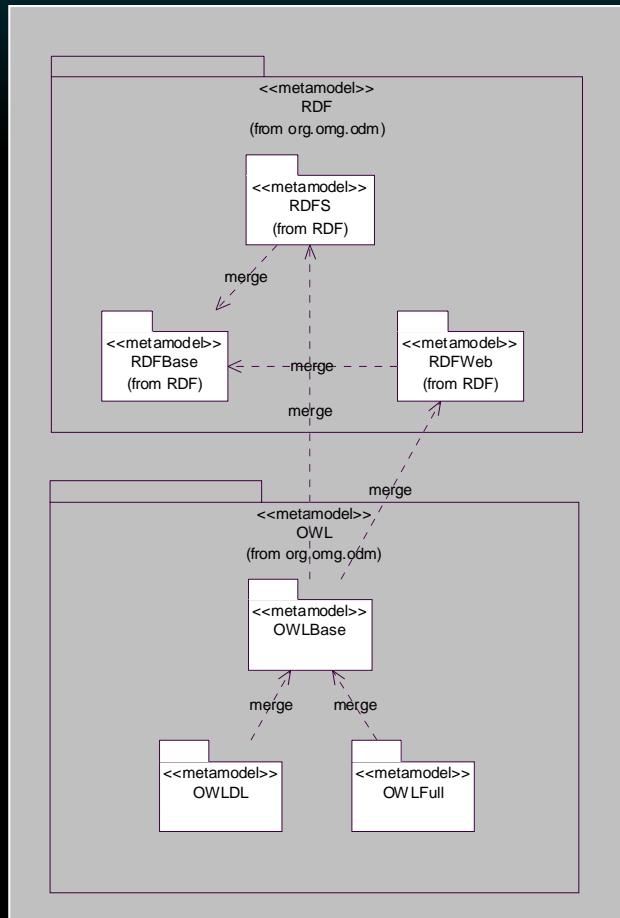 <<metamodel>>
RDF
(from org.omg.odm)
<<metamodel>>
RDFS
(from RDF)
merge
<<metamodel>>
RDFBase
(from RDF)
merge
<<metamodel>>
RDFWeb
(from RDF)
merge
merge
<<metamodel>>
OWL
(from org.omg.odm)
<<metamodel>>
OWLBase
merge
merge
<<metamodel>>
OWLDL
<<metamodel>>
OWLFull